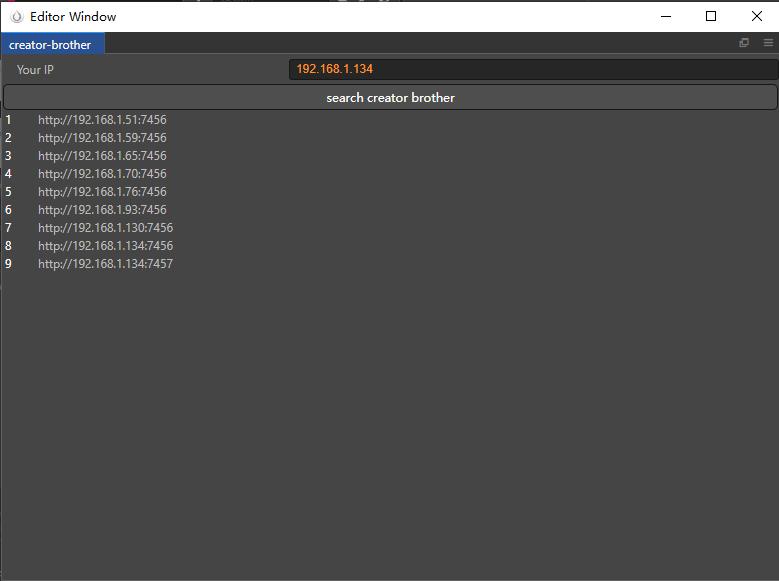 Editor Window
creator-brother
Your IP 192.168.1.134
search creator brother
1 http://192.168.1.51:7456
2 http://192.168.1.59:7456
3 http://192.168.1.65:7456
4 http://192.168.1.70:7456
5 http://192.168.1.76:7456
6 http://192.168.1.93:7456
7 http://192.168.1.130:7456
8 http://192.168.1.134:7456
9 http://192.168.1.134:7457